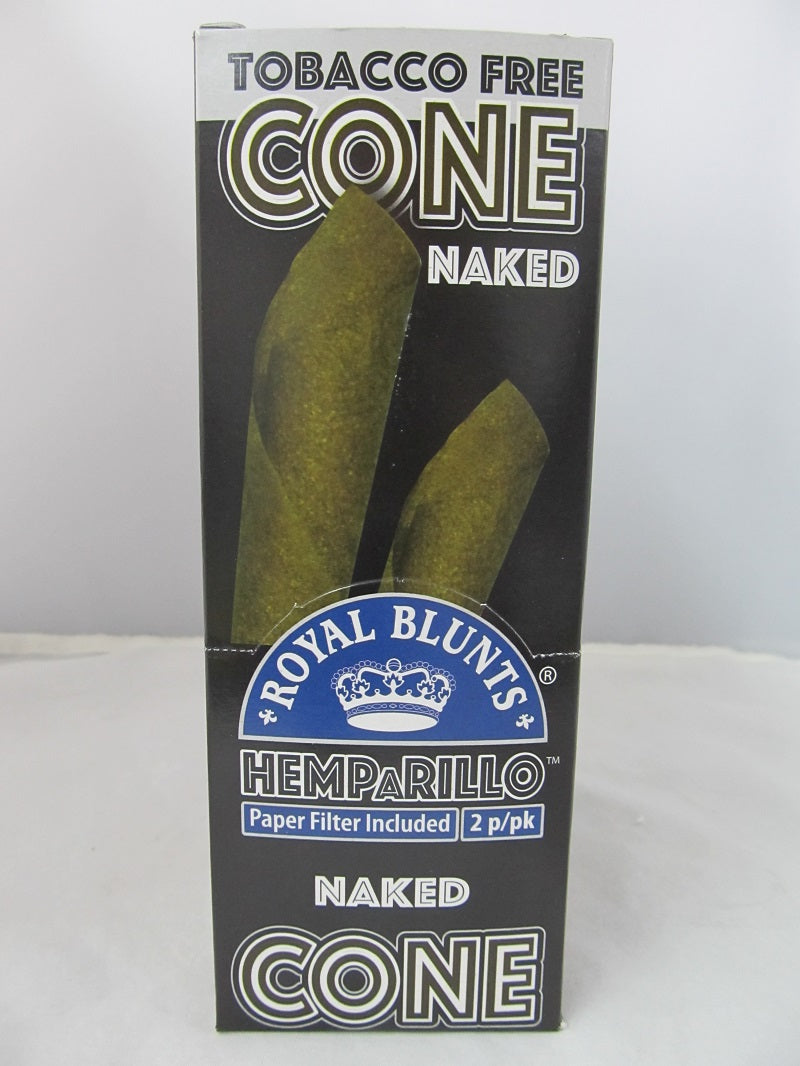 TOBACCO FREE
CONE
NAKED
ROYAL BLUNTS ®
HEMPARILLO™
Paper Filter Included 2 p/pk
NAKED
CONE